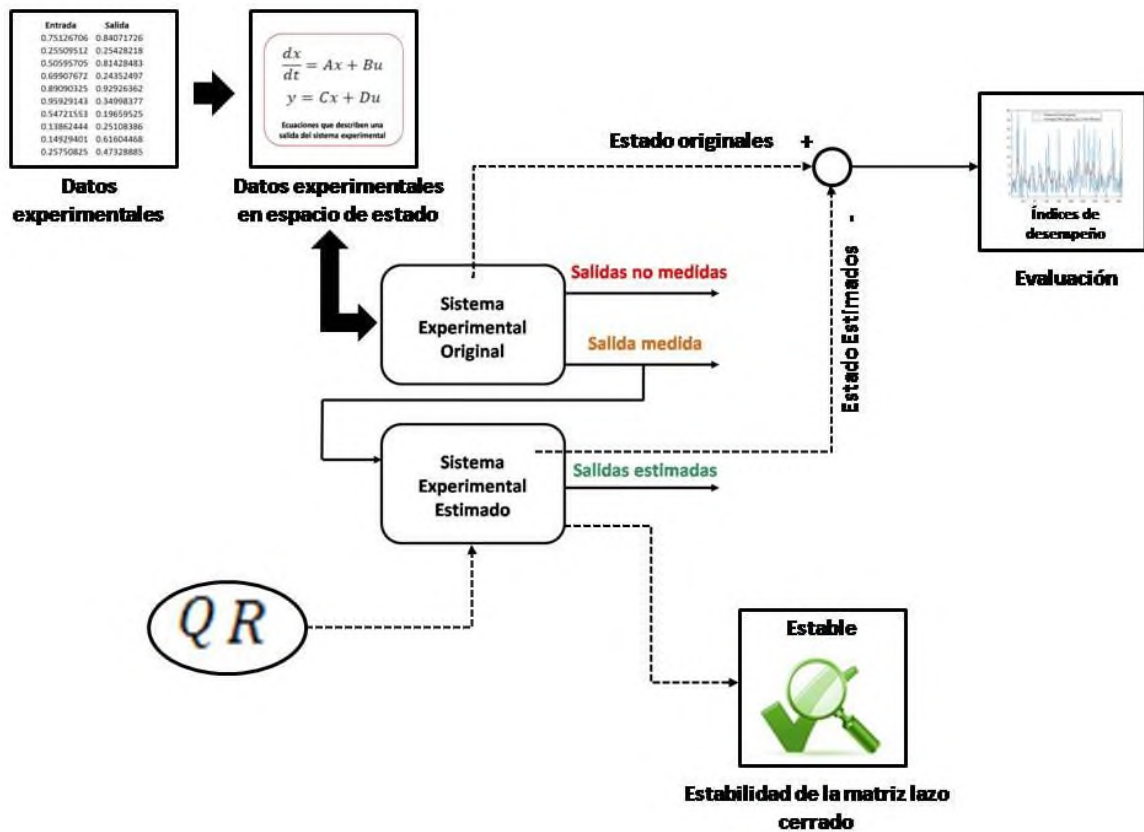 Entrada Salida
0.75126706 0.84071726
0.25509512 0.25428218
0.50595705 0.81428483
0.69907672 0.24352497
0.89090325 0.92926362
0.95929143 0.34998377
0.54721553 0.19659525
0.13862444 0.25108386
0.14929401 0.61604468
0.25750825 0.47328885
Datos
experimentales
dx
dt
= Ax + Bu
y = Cx + Du
Ecuaciones que describen una
salida del sistema experimental
Datos experimentales
en espacio de estado
Estado originales +
-
Estado Estimados
Índices de
desempeño
Evaluación
Sistema
Experimental
Original
Salidas no medidas
Salida medida
Sistema
Experimental
Estimado
Salidas estimadas
Q R
Estable
Estabilidad de la matriz lazo
cerrado